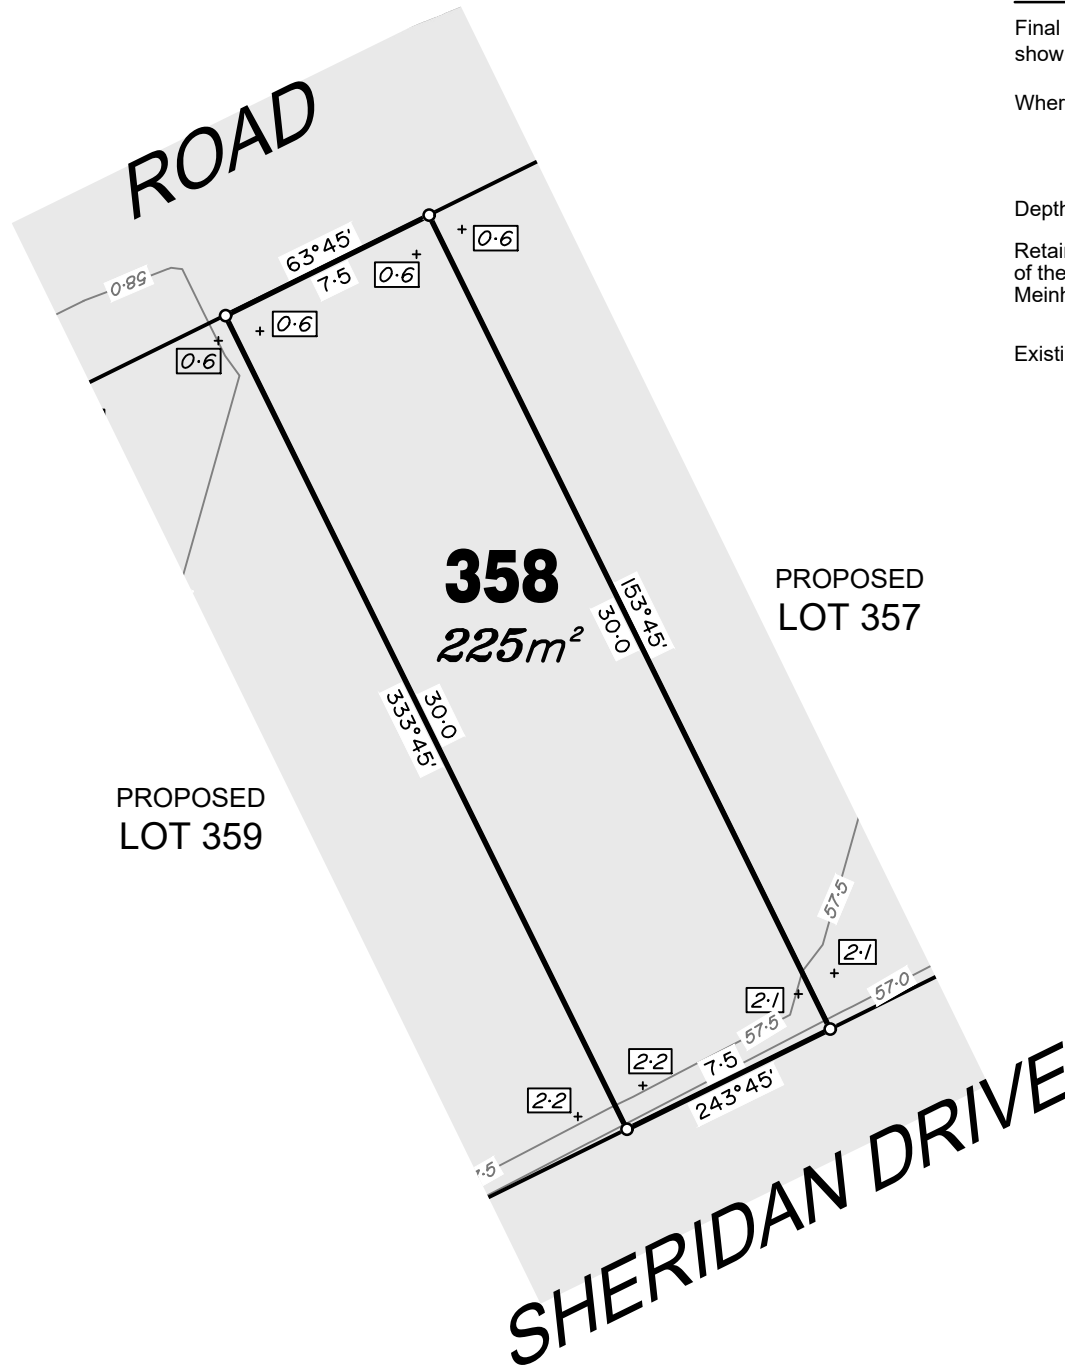 Final
show
Wher
Depth
Retain
of the
Meinh
Existi
ROAD
63°45'
7·5
0·6
0·6
58·0
0·6
0·6
358
225m²
153°45'
30·0
PROPOSED
LOT 357
30·0
333°45'
PROPOSED
LOT 359
57·5
2·1
2·1
57·0
57·5
2·2
7·5
243°45'
2·2
·5
SHERIDAN DRIVE